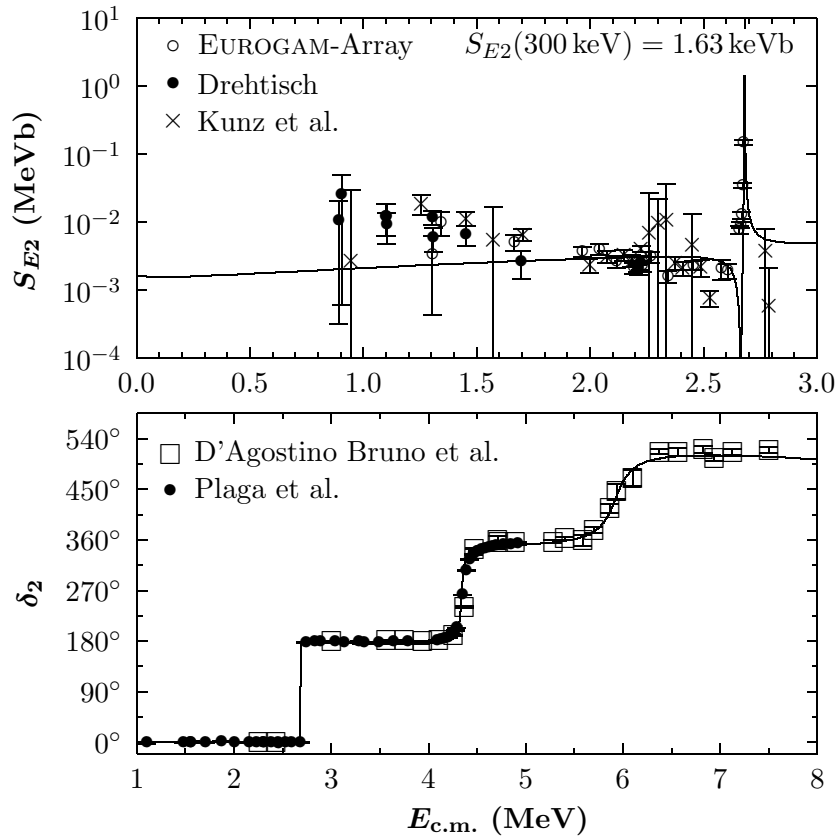 10^1
10^0
10^-1
10^-2
10^-3
10^-4
S_E2 (MeVb)
○ EUROGAM-Array
● Drehtisch
× Kunz et al.
S_E2(300 keV) = 1.63 keVb
0.0 0.5 1.0 1.5 2.0 2.5 3.0
540°
450°
360°
270°
180°
90°
0°
δ_2
□ D'Agostino Bruno et al.
● Plaga et al.
1 2 3 4 5 6 7 8
E_c.m. (MeV)